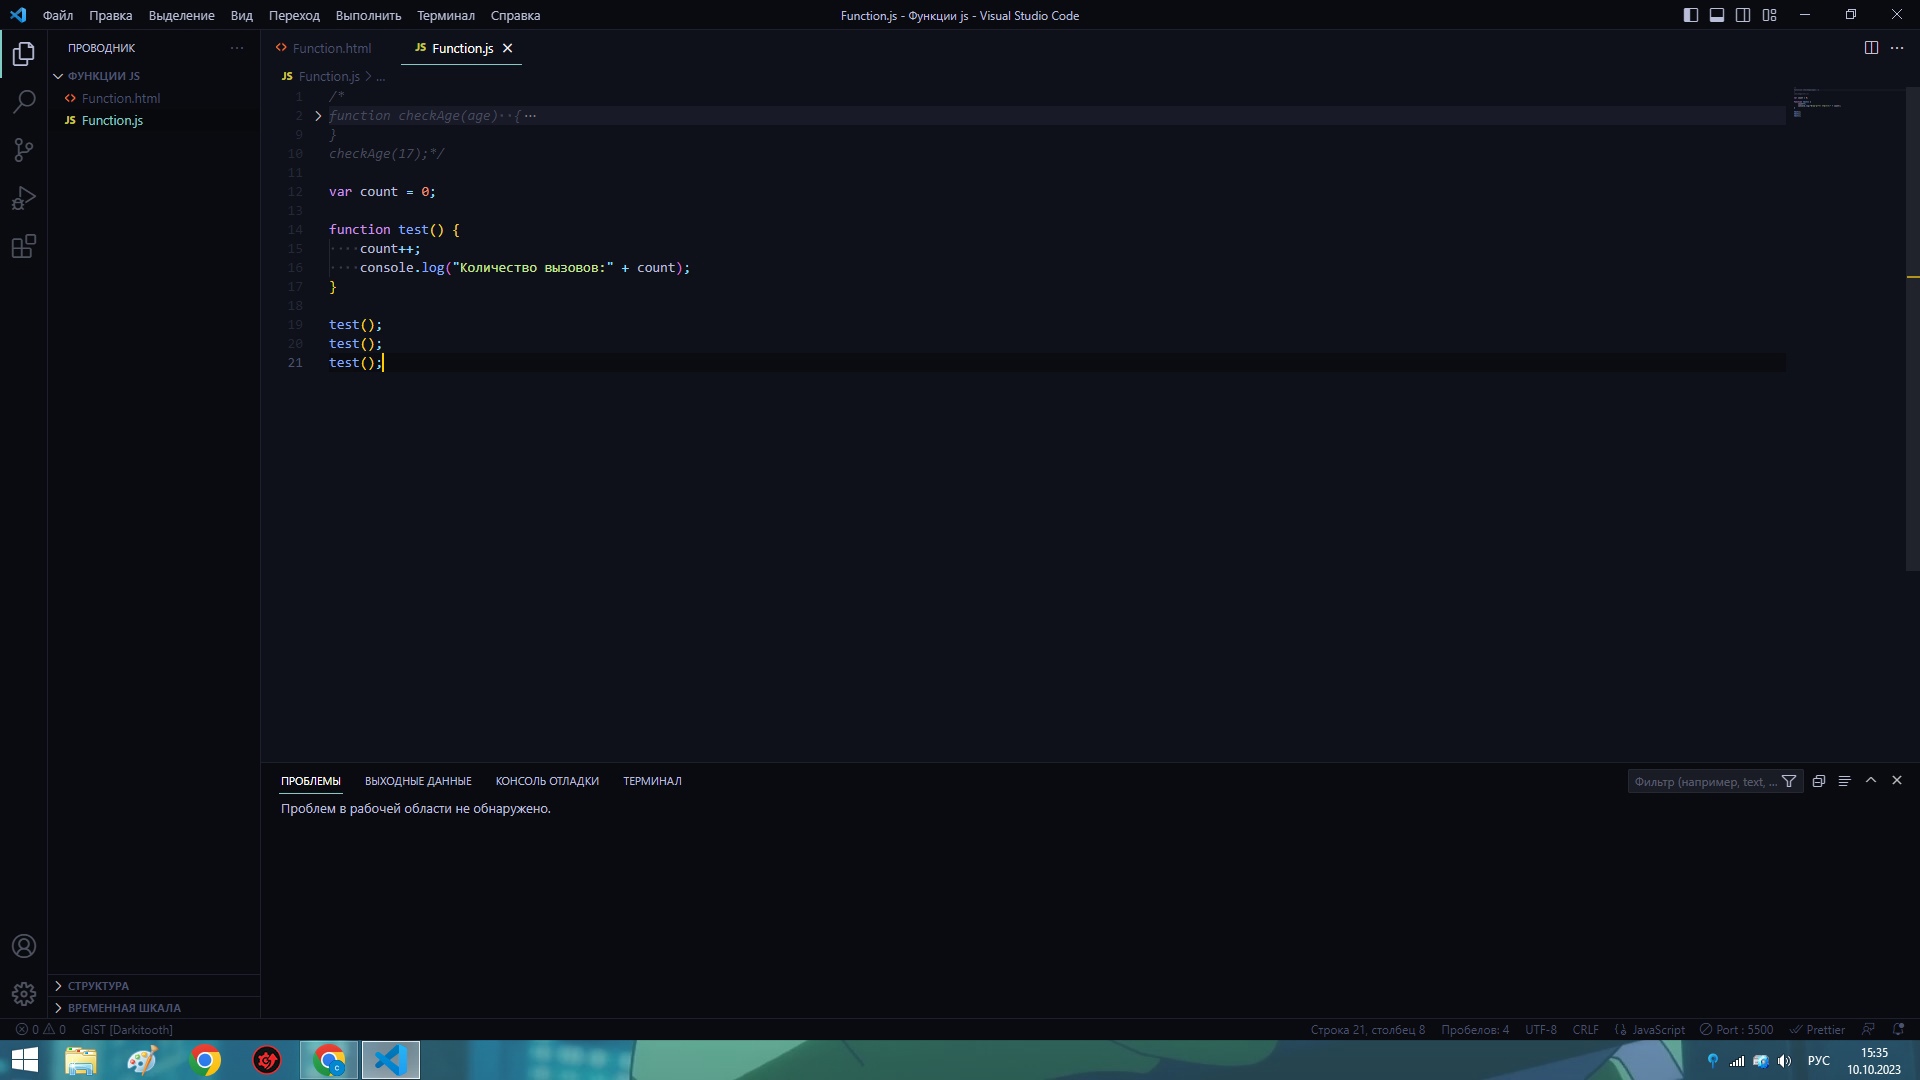 Файл Правка Выделение Вид Переход Выполнить Терминал Справка
Function.js - Функции js - Visual Studio Code
ПРОВОДНИК
ФУНКЦИИ JS
Function.html
JS Function.js
Function.html
JS Function.js
JS Function.js > ...
1 /*
2 function checkAge(age) {···
9 }
10 checkAge(17);*/
11
12 var count = 0;
13
14 function test() {
15 ····count++;
16 ····console.log("Количество вызовов:" + count);
17 }
18
19 test();
20 test();
21 test();
ПРОБЛЕМЫ ВЫХОДНЫЕ ДАННЫЕ КОНСОЛЬ ОТЛАДКИ ТЕРМИНАЛ
Фильтр (например, text, ...
Проблем в рабочей области не обнаружено.
СТРУКТУРА
ВРЕМЕННАЯ ШКАЛА
0 0 GIST [Darkitooth]
Строка 21, столбец 8 Пробелов: 4 UTF-8 CRLF JavaScript Port : 5500 Prettier
РУС
15:35
10.10.2023